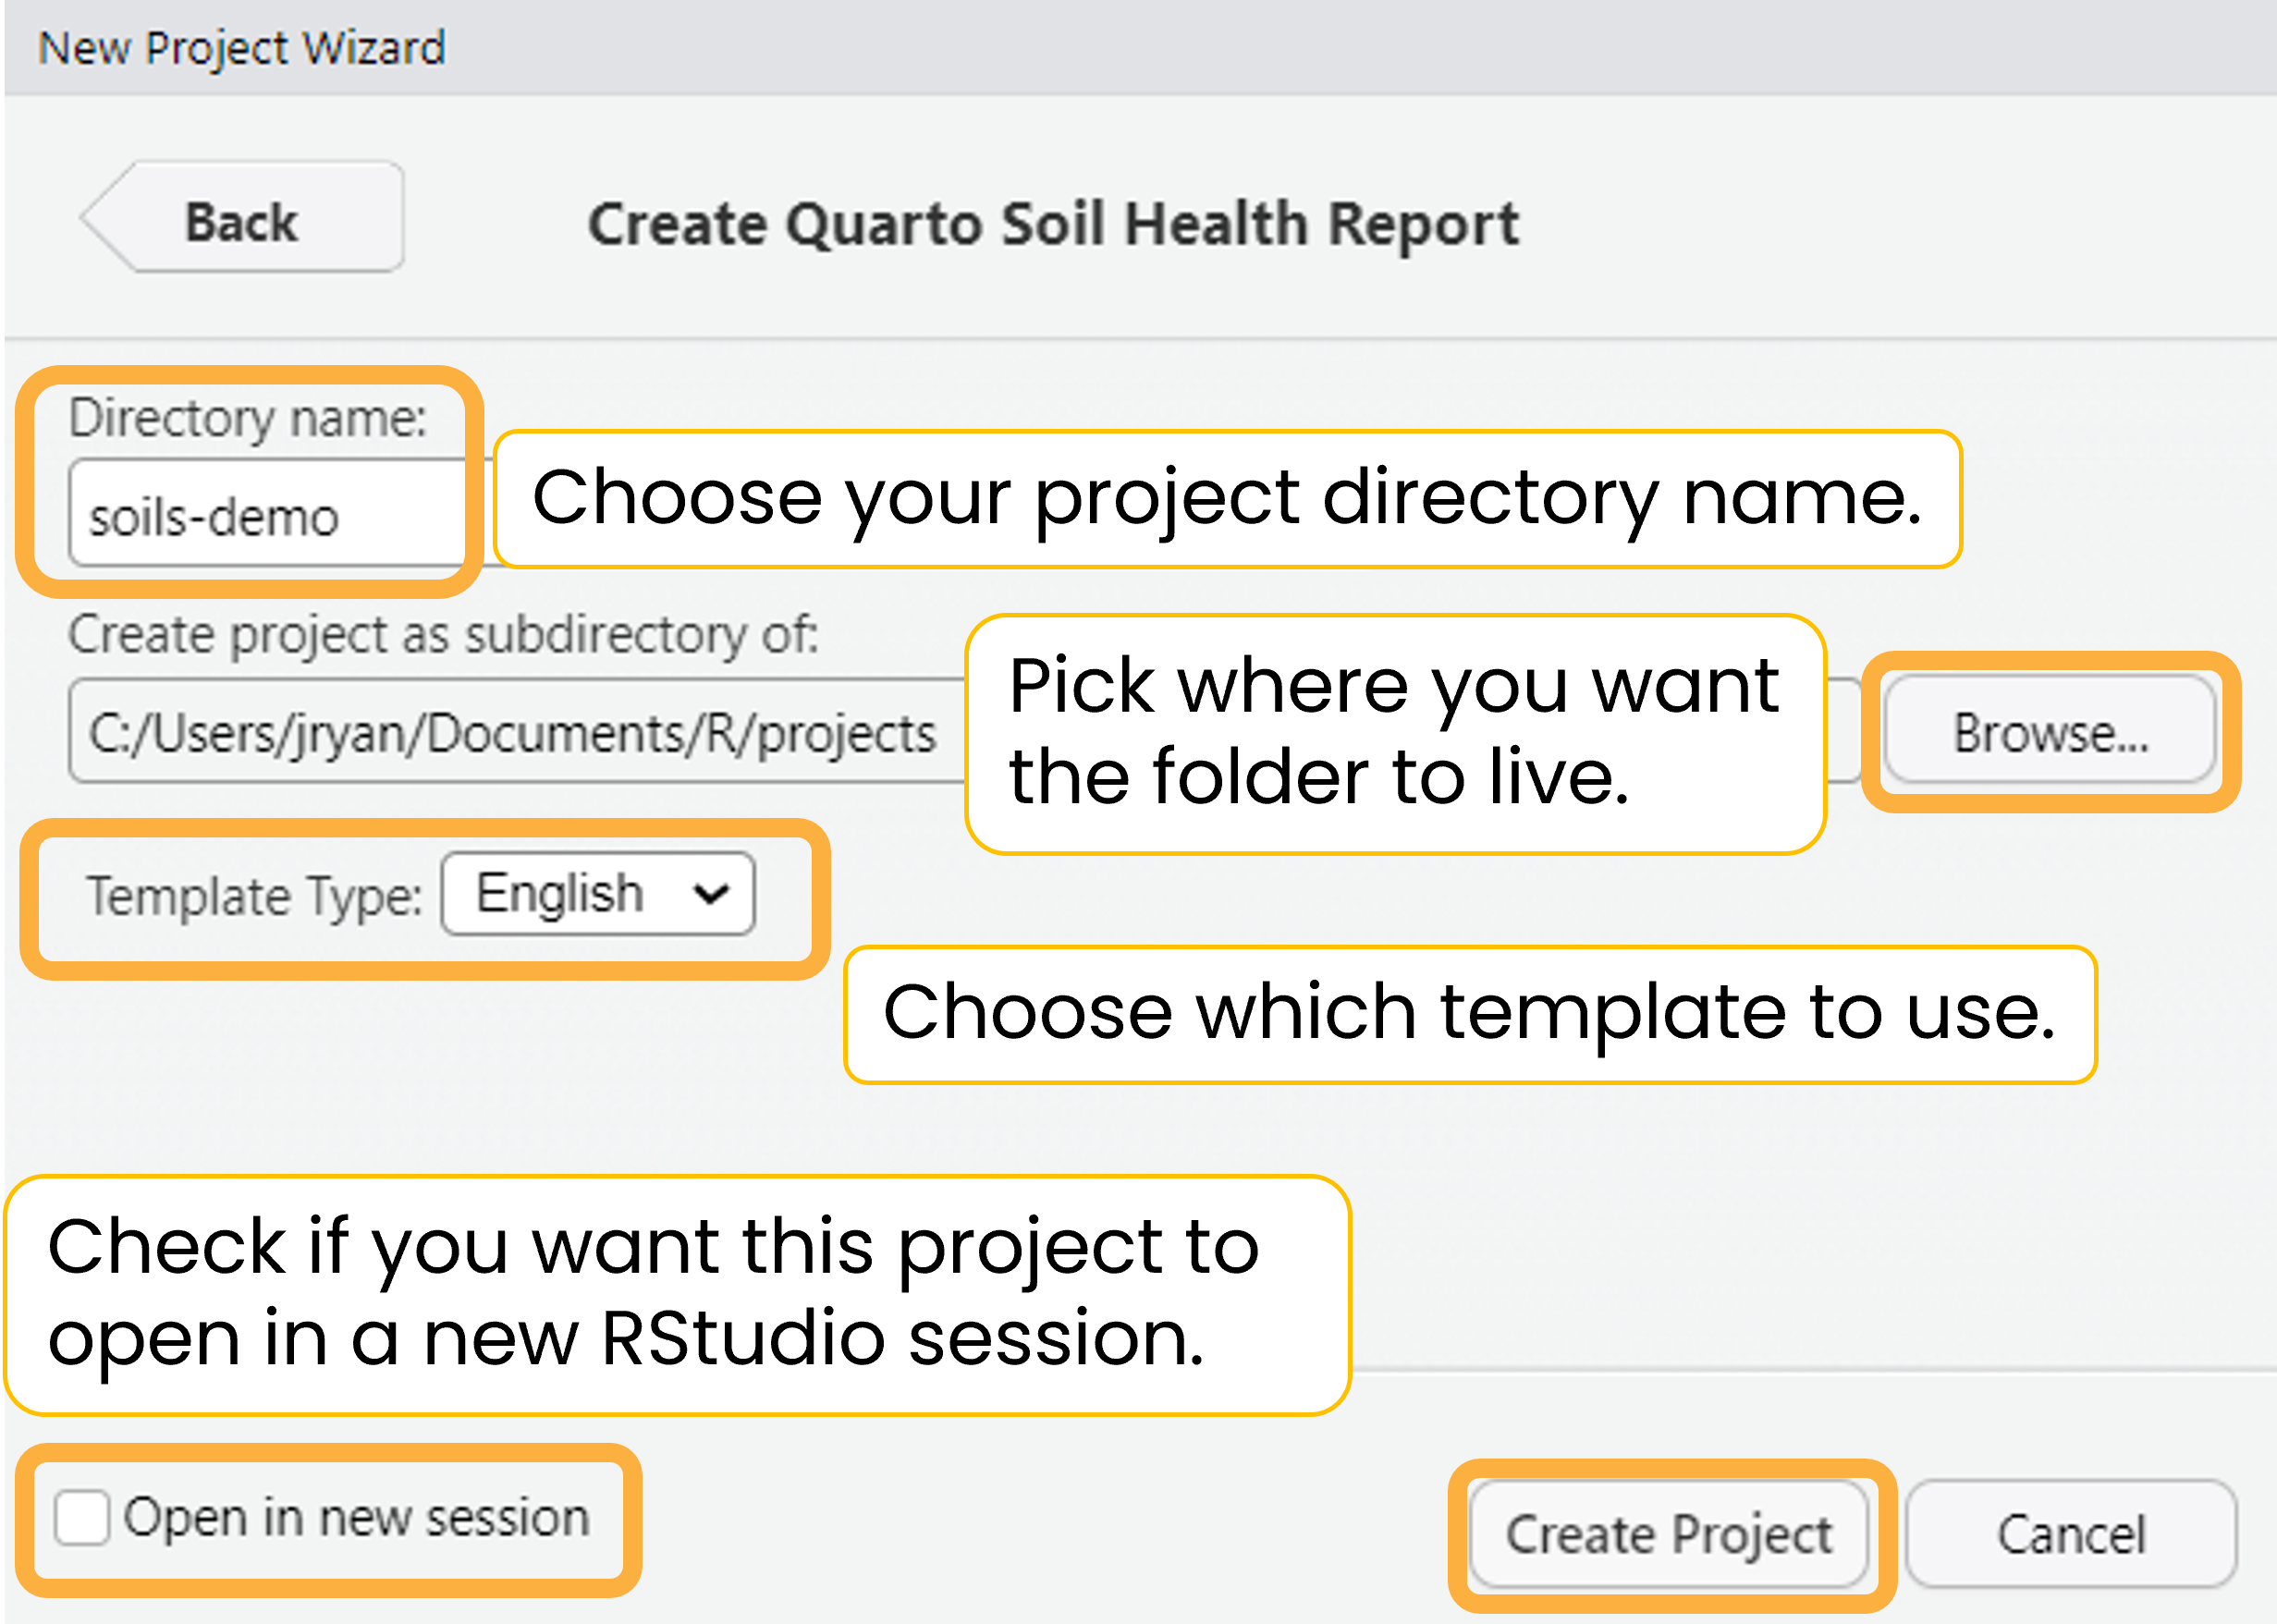 New Project Wizard
Back
Create Quarto Soil Health Report
Directory name:
soils-demo
Choose your project directory name.
Create project as subdirectory of:
C:/Users/jryan/Documents/R/projects
Pick where you want
the folder to live.
Browse...
Template Type: English
Choose which template to use.
Check if you want this project to
open in a new RStudio session.
Open in new session
Create Project
Cancel